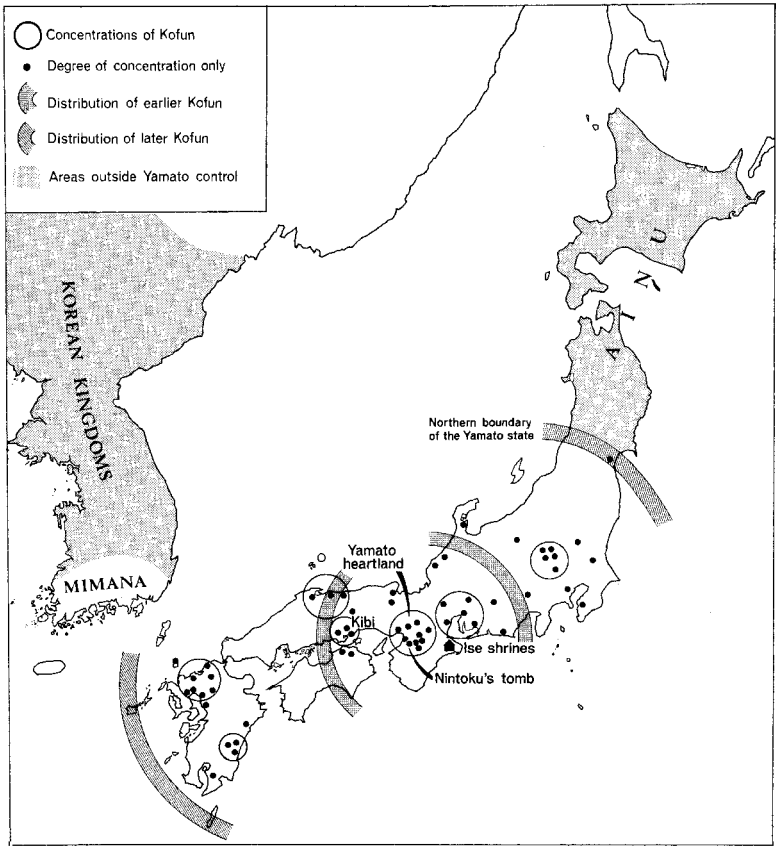 Concentrations of Kofun
Degree of concentration only
Distribution of earlier Kofun
Distribution of later Kofun
Areas outside Yamato control
KOREAN KINGDOMS
MIMANA
AINU
Northern boundary
of the Yamato state
Yamato
heartland
Kibi
Ise shrines
Nintoku's tomb